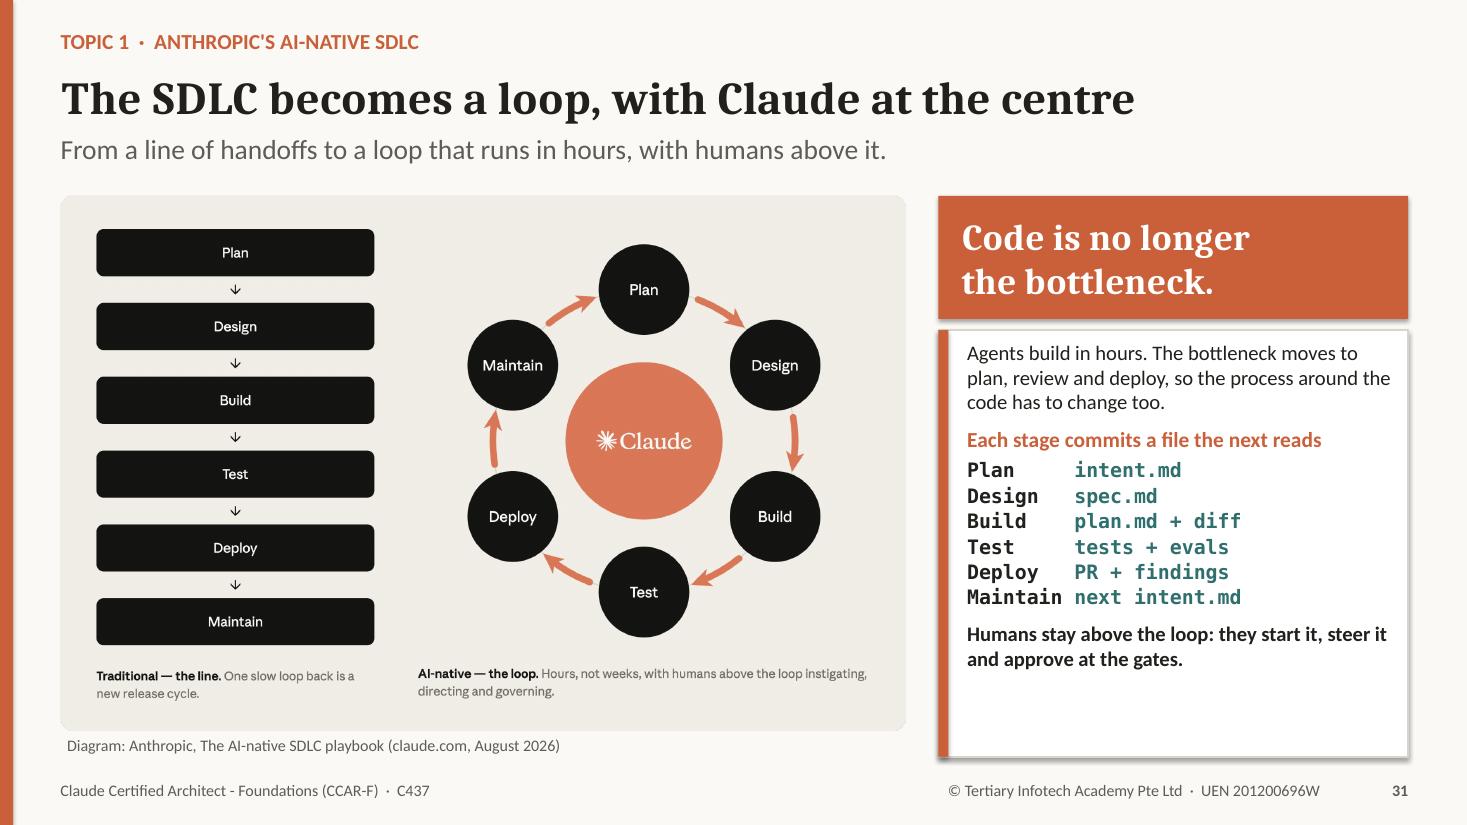 TOPIC 1 · ANTHROPIC'S AI-NATIVE SDLC
The SDLC becomes a loop, with Claude at the centre
From a line of handoffs to a loop that runs in hours, with humans above it.
Plan
↓
Design
↓
Build
↓
Test
↓
Deploy
↓
Maintain
Traditional — the line. One slow loop back is a
new release cycle.
Plan
Design
Build
Test
Deploy
Maintain
Claude
AI-native — the loop. Hours, not weeks, with humans above the loop instigating,
directing and governing.
Diagram: Anthropic, The AI-native SDLC playbook (claude.com, August 2026)
Code is no longer
the bottleneck.
Agents build in hours. The bottleneck moves to
plan, review and deploy, so the process around the
code has to change too.
Each stage commits a file the next reads
Plan intent.md
Design spec.md
Build plan.md + diff
Test tests + evals
Deploy PR + findings
Maintain next intent.md
Humans stay above the loop: they start it, steer it
and approve at the gates.
Claude Certified Architect - Foundations (CCAR-F) · C437
© Tertiary Infotech Academy Pte Ltd · UEN 201200696W
31